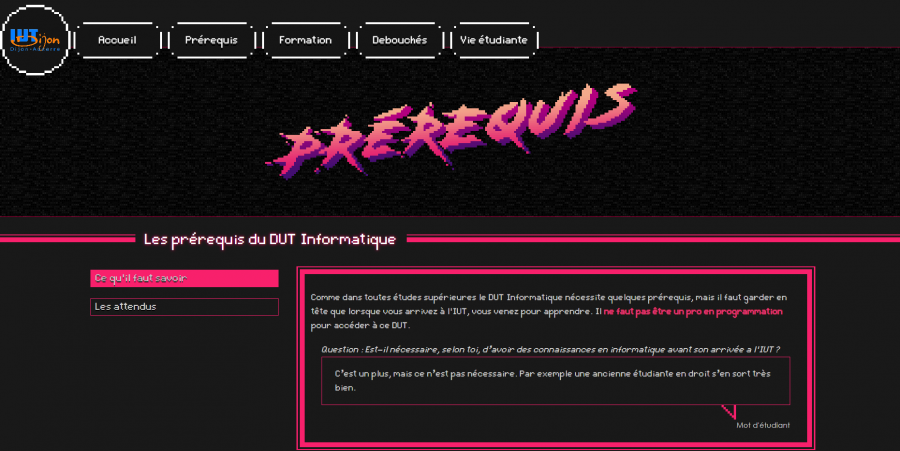 IUT Dijon
Dijon-Auxerre
Accueil
Prérequis
Formation
Debouchés
Vie étudiante
PRÉREQUIS
Les prérequis du DUT Informatique
Ce qu'il faut savoir
Les attendus
Comme dans toutes études supérieures le DUT Informatique nécessite quelques prérequis, mais il faut garder en
tête que lorsque vous arrivez à l'IUT, vous venez pour apprendre. Il ne faut pas être un pro en programmation
pour accéder à ce DUT.
Question : Est-il nécessaire, selon toi, d'avoir des connaissances en informatique avant son arrivée a l'IUT ?
C'est un plus, mais ce n'est pas nécessaire. Par exemple une ancienne étudiante en droit s'en sort très
bien.
Mot d'étudiant